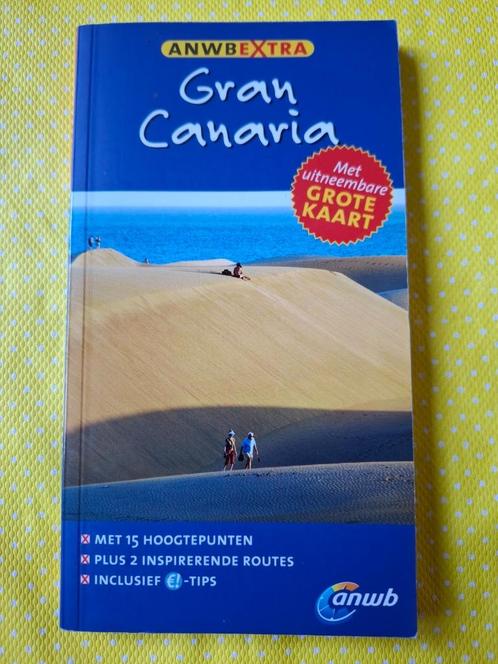 ANWBEXTRA
Gran
Canaria
Met
uitneembare
GROTE
KAART
MET 15 HOOGTEPUNTEN
PLUS 2 INSPIRERENDE ROUTES
INCLUSIEF €!-TIPS
anwb